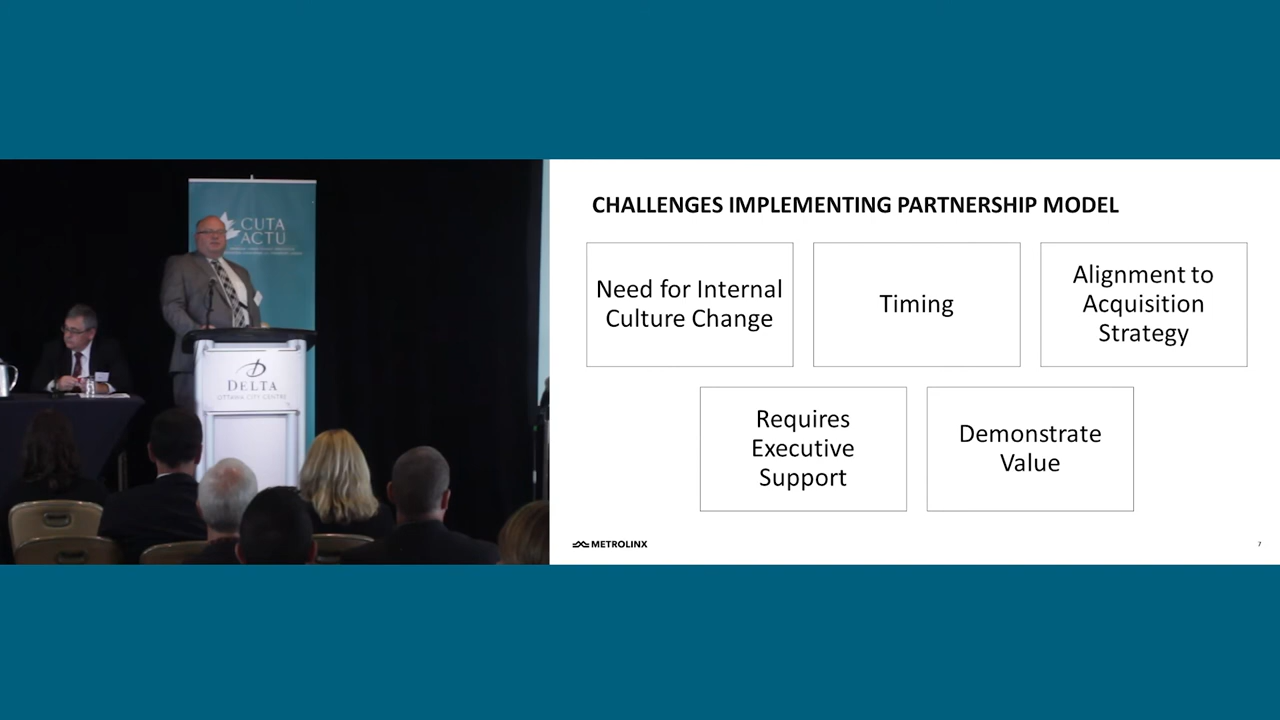 CUTA
ACTU
DELTA
OTTAWA CITY CENTRE
CHALLENGES IMPLEMENTING PARTNERSHIP MODEL
Need for Internal
Culture Change
Timing
Alignment to
Acquisition
Strategy
Requires
Executive
Support
Demonstrate
Value
METROLINX
7